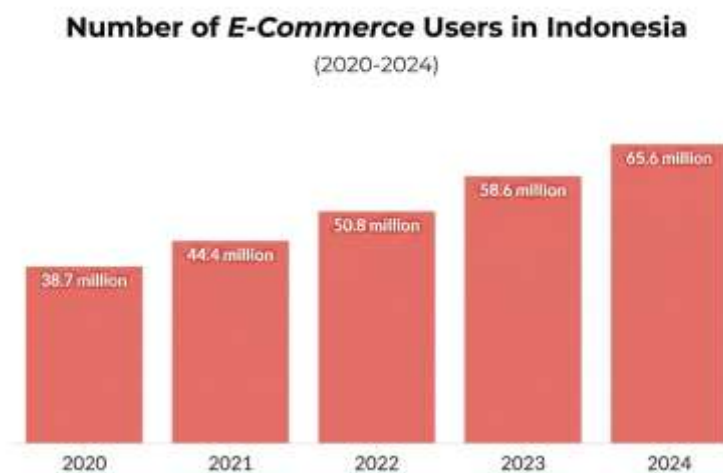 Number of E-Commerce Users in Indonesia
(2020-2024)
38.7 million
44.4 million
50.8 million
58.6 million
65.6 million
2020
2021
2022
2023
2024